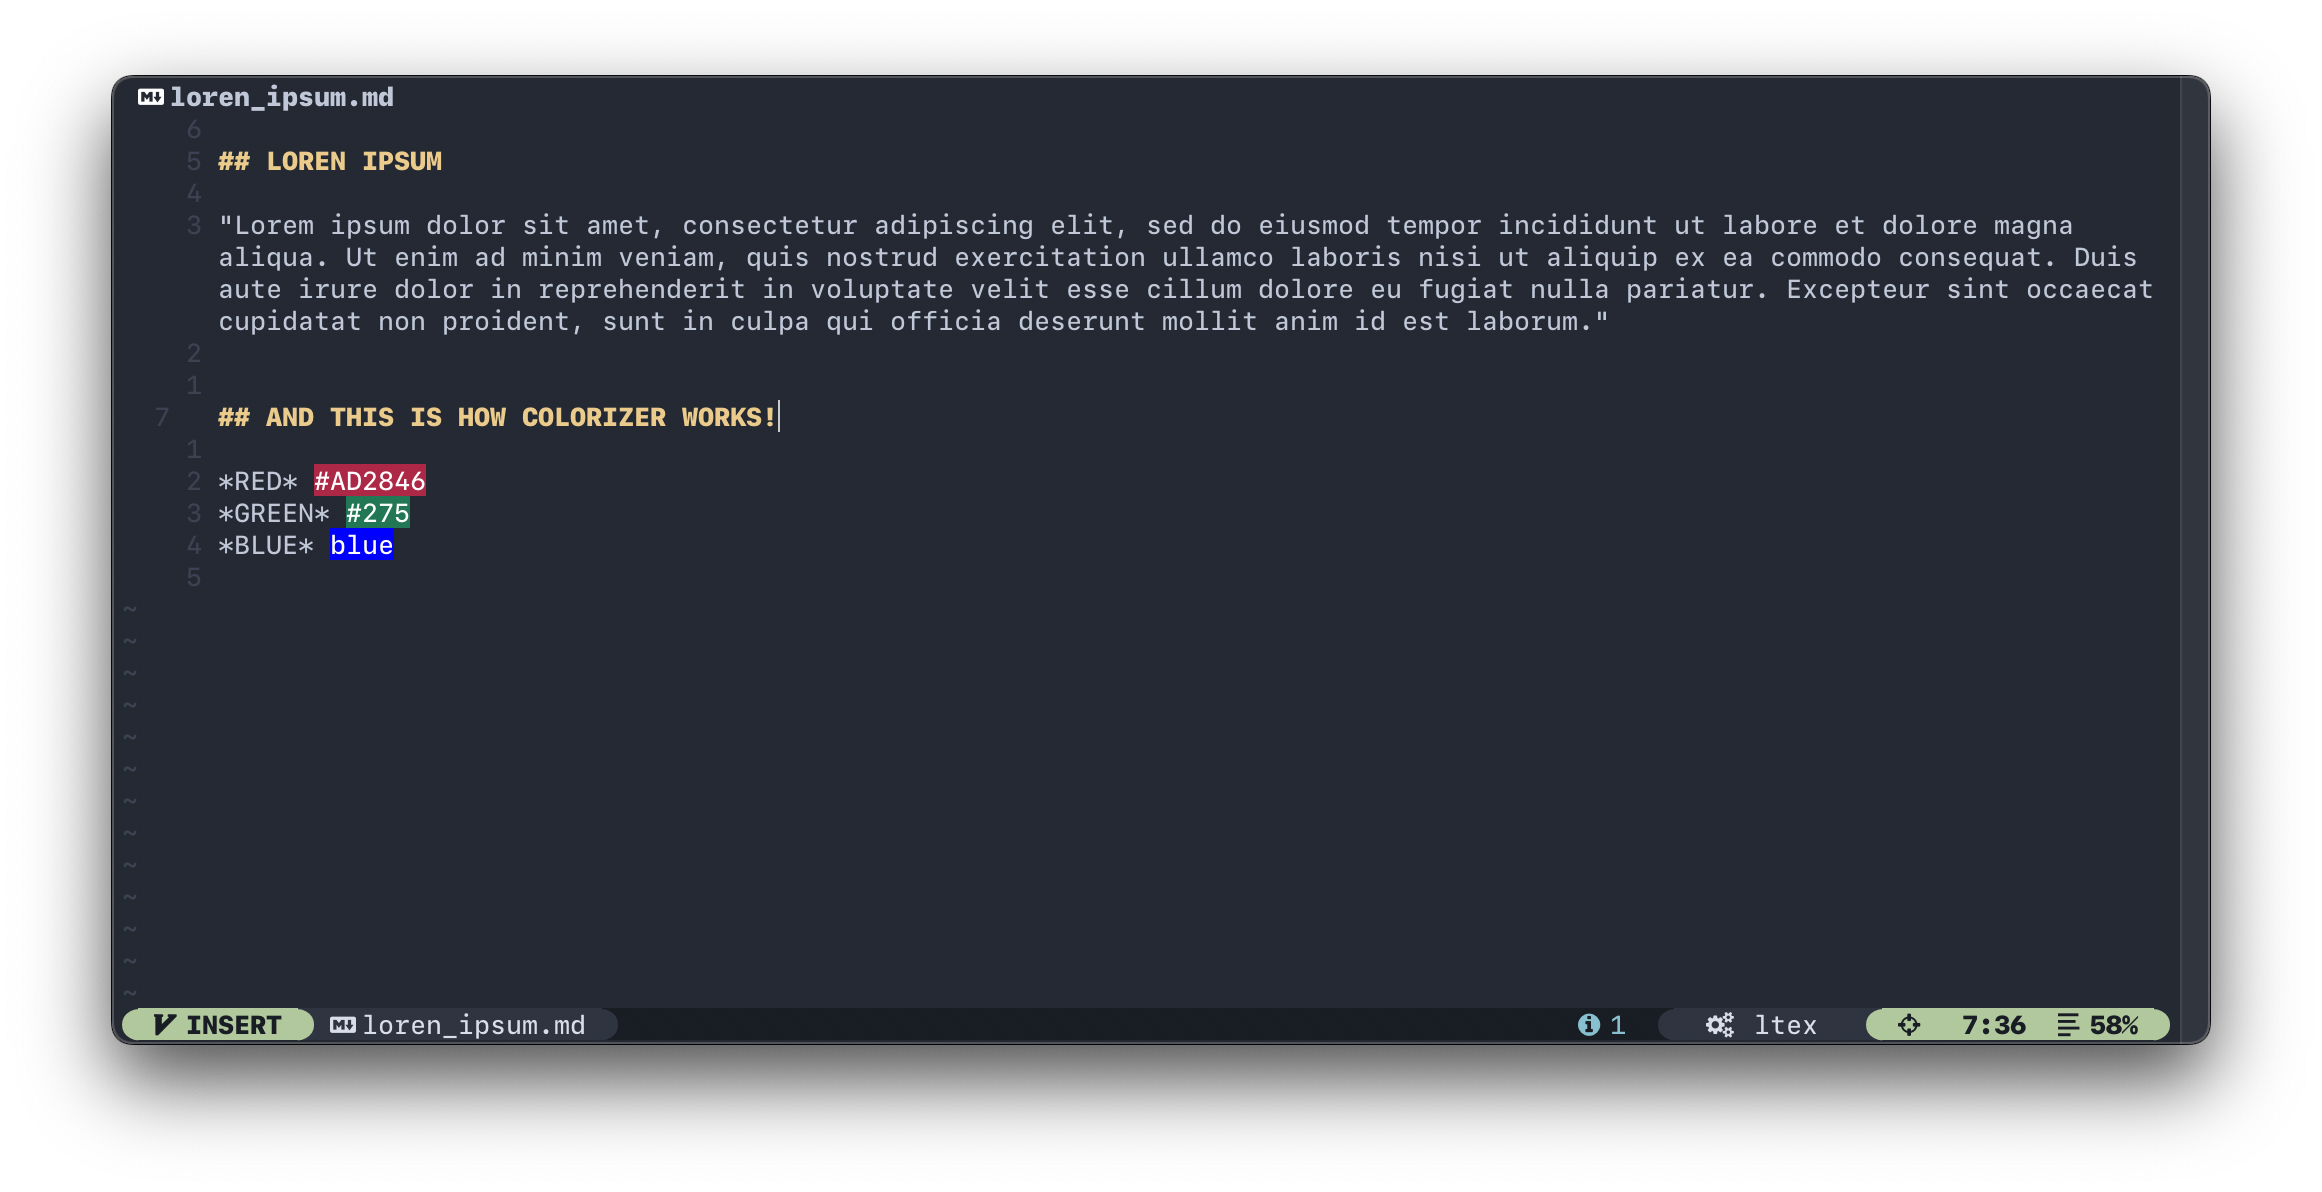 loren_ipsum.md
6
5 ## LOREN IPSUM
4
3 "Lorem ipsum dolor sit amet, consectetur adipiscing elit, sed do eiusmod tempor incididunt ut labore et dolore magna
aliqua. Ut enim ad minim veniam, quis nostrud exercitation ullamco laboris nisi ut aliquip ex ea commodo consequat. Duis
aute irure dolor in reprehenderit in voluptate velit esse cillum dolore eu fugiat nulla pariatur. Excepteur sint occaecat
cupidatat non proident, sunt in culpa qui officia deserunt mollit anim id est laborum."
2
1
7 ## AND THIS IS HOW COLORIZER WORKS!
1
2 *RED* #AD2846
3 *GREEN* #275
4 *BLUE* blue
5
~
~
~
~
~
~
~
~
~
~
~
~
~
INSERT loren_ipsum.md 1 ltex 7:36 58%